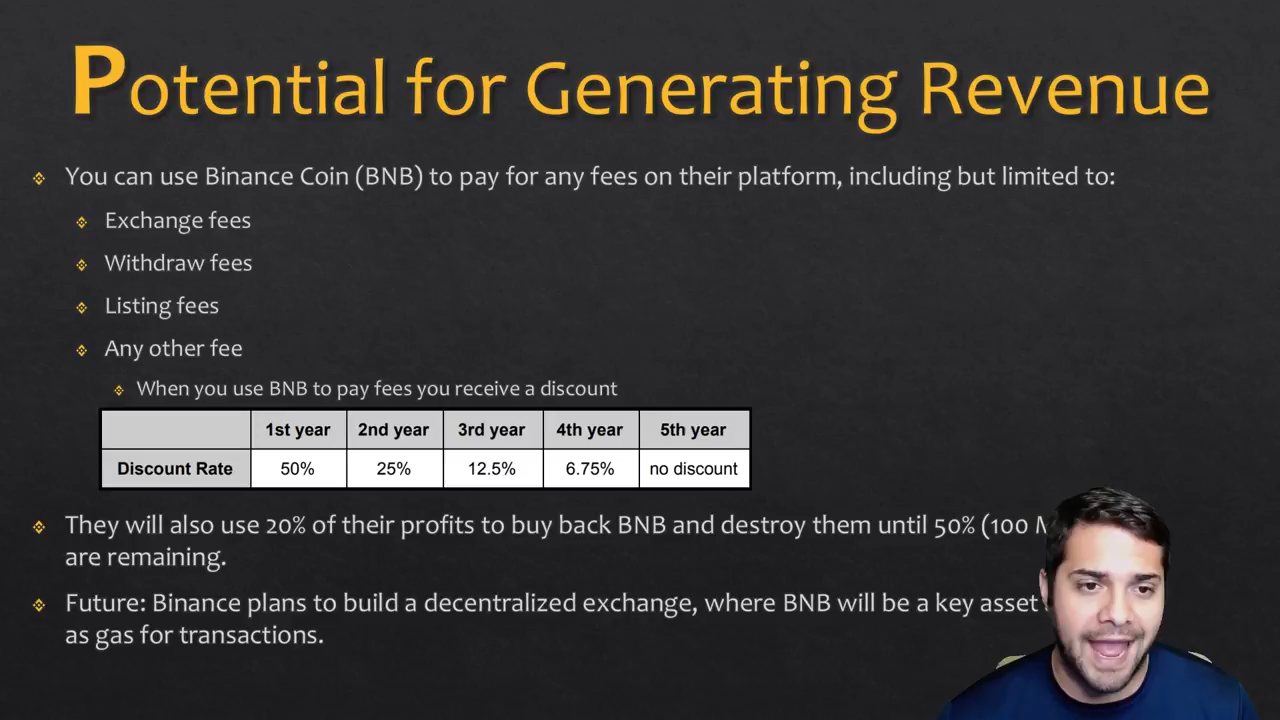 Potential for Generating Revenue
You can use Binance Coin (BNB) to pay for any fees on their platform, including but limited to:
Exchange fees
Withdraw fees
Listing fees
Any other fee
When you use BNB to pay fees you receive a discount
1st year 2nd year 3rd year 4th year 5th year
Discount Rate 50% 25% 12.5% 6.75% no discount
They will also use 20% of their profits to buy back BNB and destroy them until 50% (100
are remaining.
Future: Binance plans to build a decentralized exchange, where BNB will be a key asset
as gas for transactions.